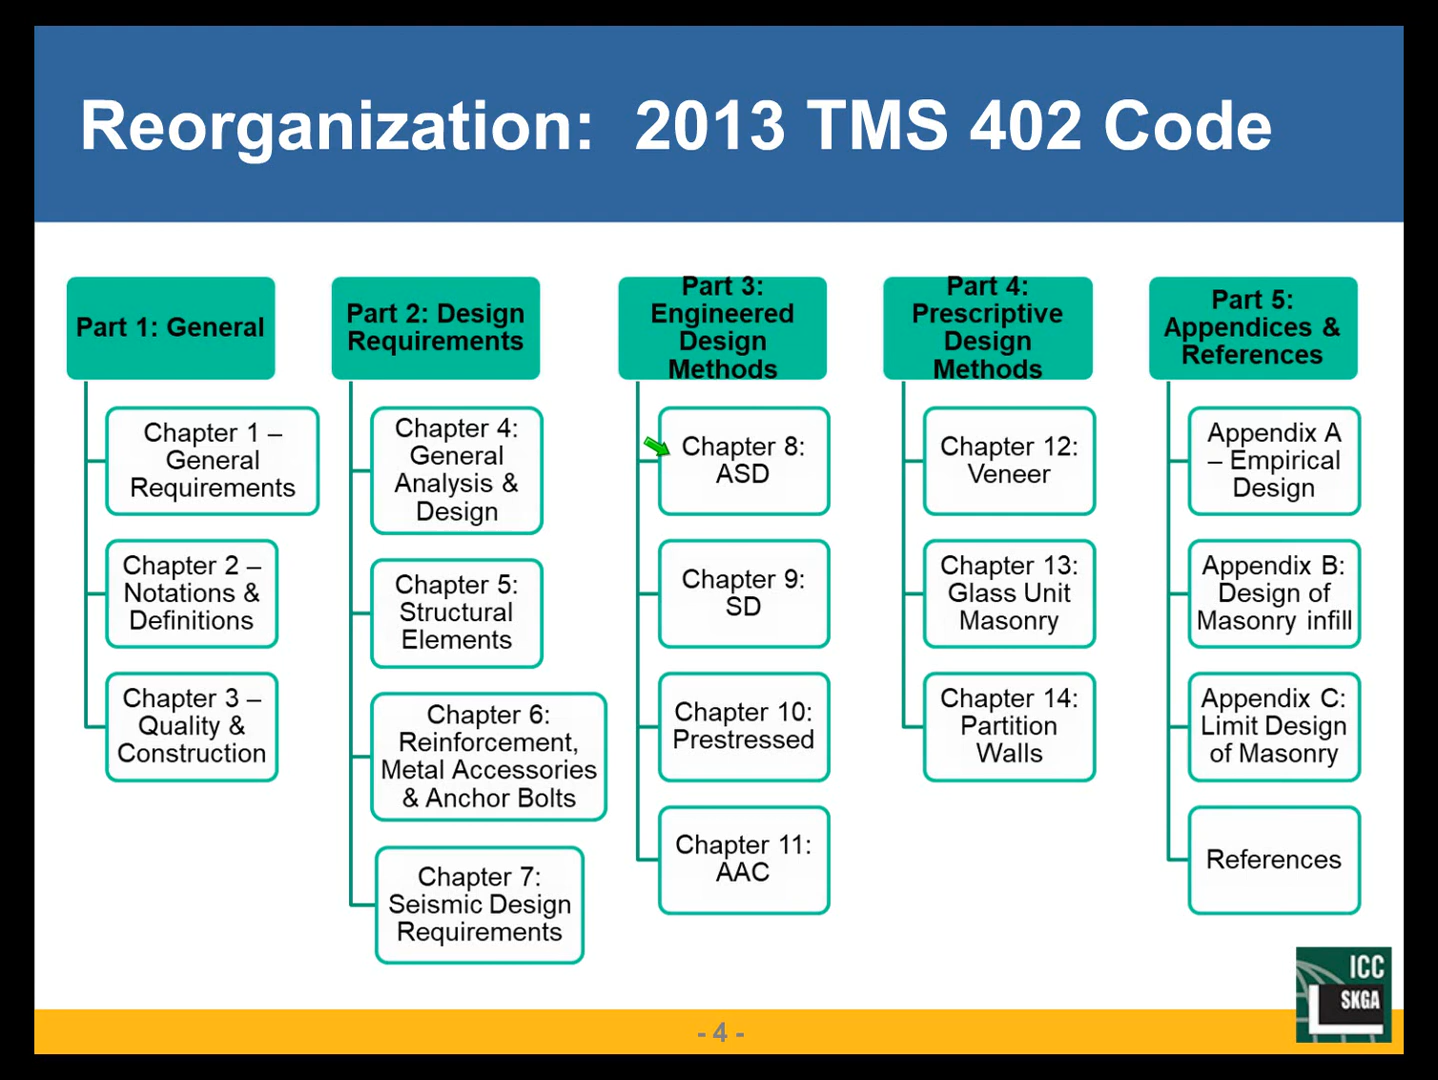 Reorganization: 2013 TMS 402 Code
Part 1: General
Chapter 1 –
General
Requirements
Chapter 2 –
Notations &
Definitions
Chapter 3 –
Quality &
Construction
Part 2: Design
Requirements
Chapter 4:
General
Analysis &
Design
Chapter 5:
Structural
Elements
Chapter 6:
Reinforcement,
Metal Accessories
& Anchor Bolts
Chapter 7:
Seismic Design
Requirements
Part 3:
Engineered
Design
Methods
Chapter 8:
ASD
Chapter 9:
SD
Chapter 10:
Prestressed
Chapter 11:
AAC
Part 4:
Prescriptive
Design
Methods
Chapter 12:
Veneer
Chapter 13:
Glass Unit
Masonry
Chapter 14:
Partition
Walls
Part 5:
Appendices &
References
Appendix A
– Empirical
Design
Appendix B:
Design of
Masonry infill
Appendix C:
Limit Design
of Masonry
References
ICC
SKGA
- 4 -